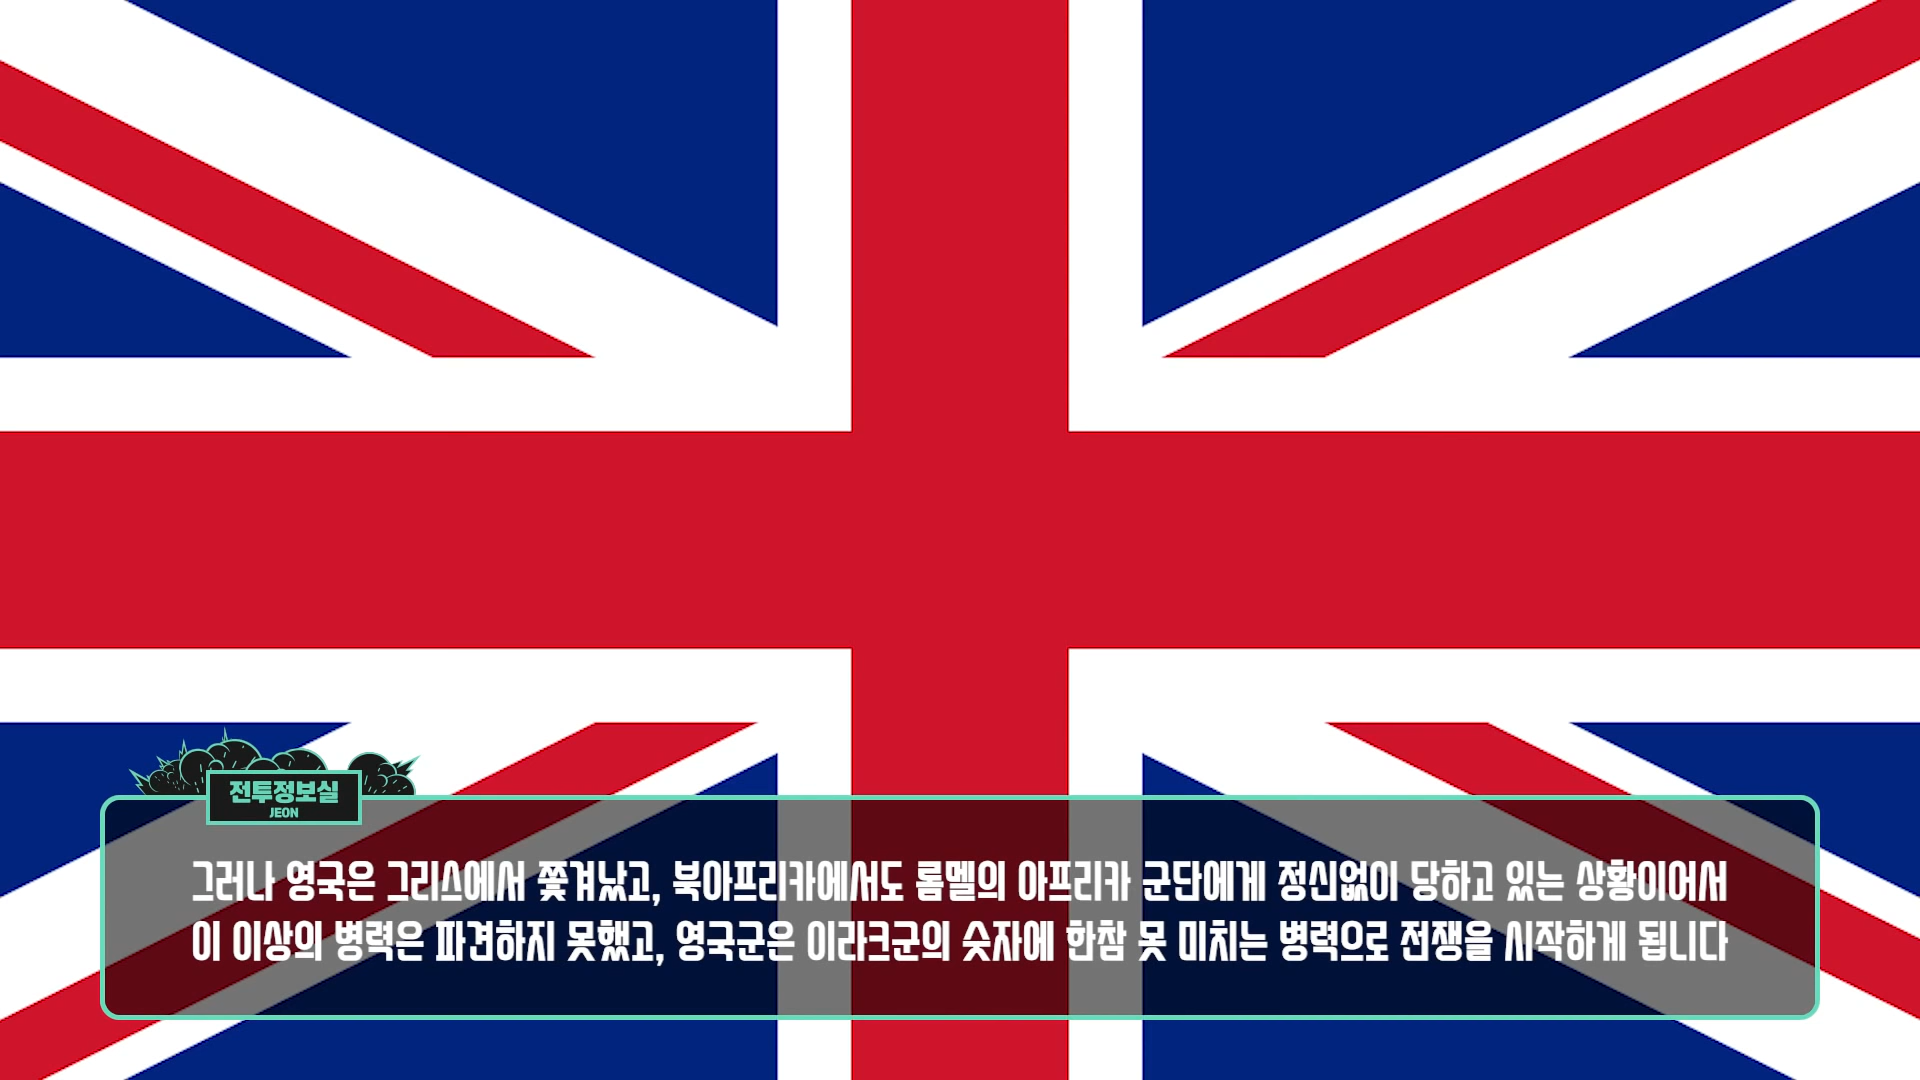 전투정보실
JEON
그러나 영국은 그리스에서 쫓겨났고, 북아프리카에서도 롬멜의 아프리카 군단에게 정신없이 당하고 있는 상황이어서
이 이상의 병력은 파견하지 못했고, 영국군은 이라크군의 숫자에 한참 못 미치는 병력으로 전쟁을 시작하게 됩니다